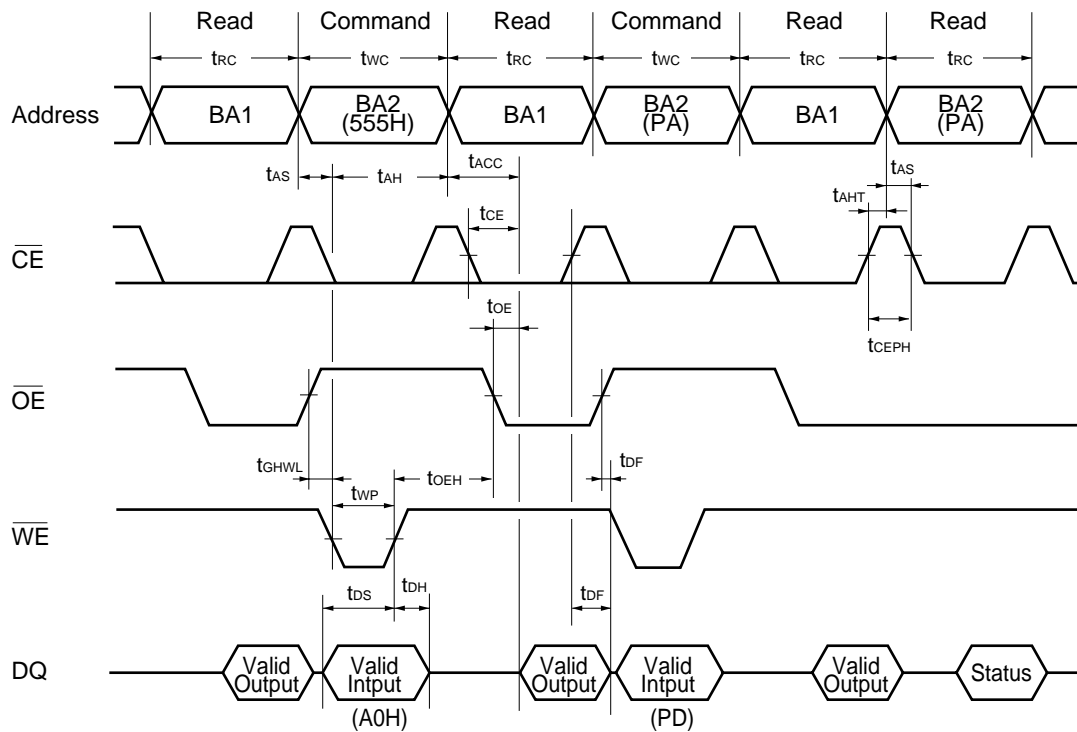 Read Command Read Command Read Read
tRC tWC tRC tWC tRC tRC
Address BA1 BA2 BA1 BA2 BA1 BA2
(555H) (PA) (PA)
tAS tAH tACC tAS
tAHT
tCE
CE
tOE
tCEPH
OE
tGHWL tWP tOEH tDF
WE
tDS tDH tDF
DQ Valid Valid Valid Valid Valid Status
Output Intput Output Intput Output
(A0H) (PD)